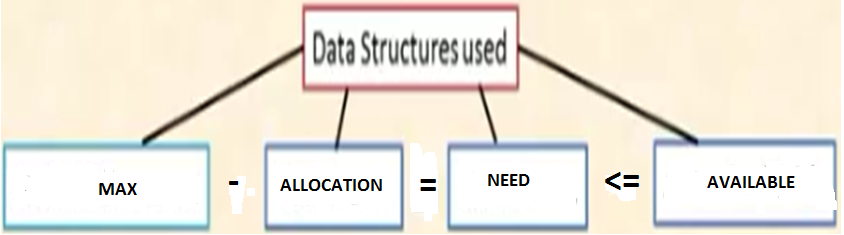 Data Structures used
MAX - ALLOCATION = NEED <= AVAILABLE